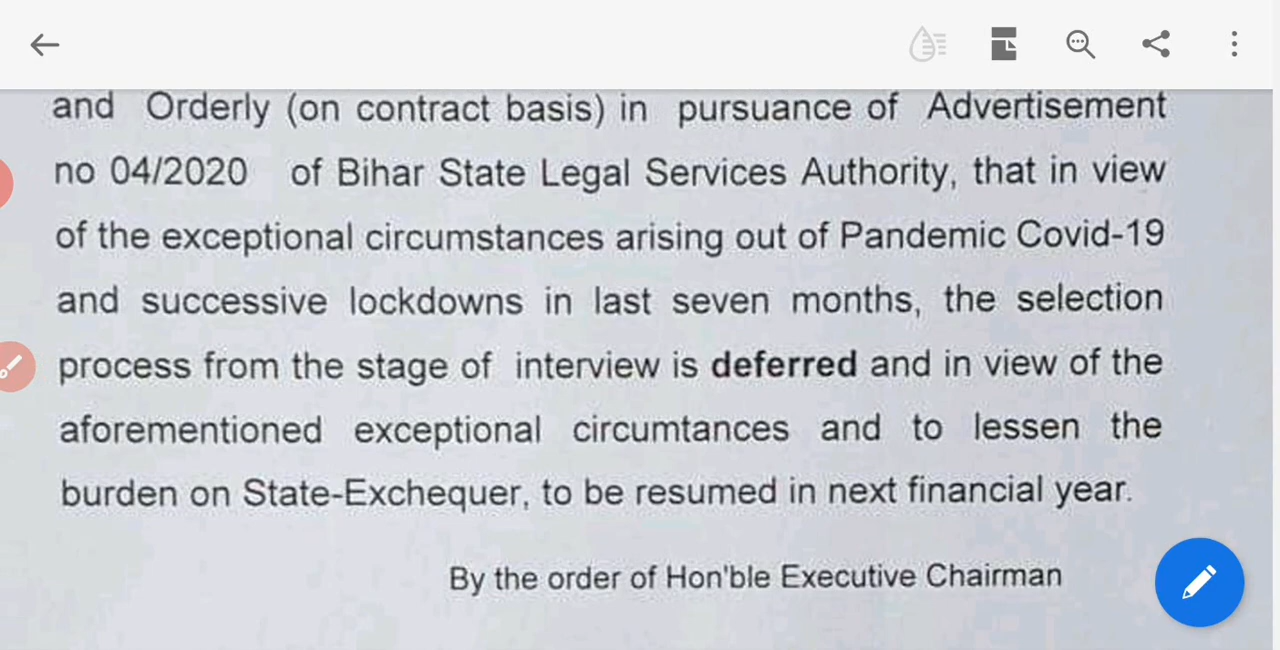 and Orderly (on contract basis) in pursuance of Advertisement
no 04/2020 of Bihar State Legal Services Authority, that in view
of the exceptional circumstances arising out of Pandemic Covid-19
and successive lockdowns in last seven months, the selection
process from the stage of interview is deferred and in view of the
aforementioned exceptional circumtances and to lessen the
burden on State-Exchequer, to be resumed in next financial year.
By the order of Hon'ble Executive Chairman